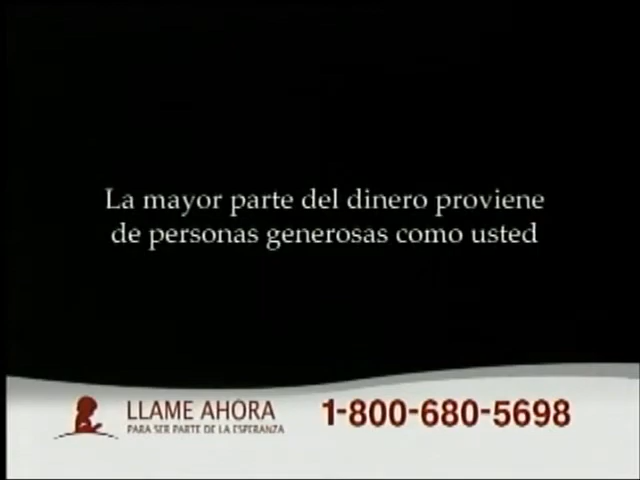 La mayor parte del dinero proviene
de personas generosas como usted
LLAME AHORA
PARA SER PARTE DE LA ESPERANZA
1-800-680-5698